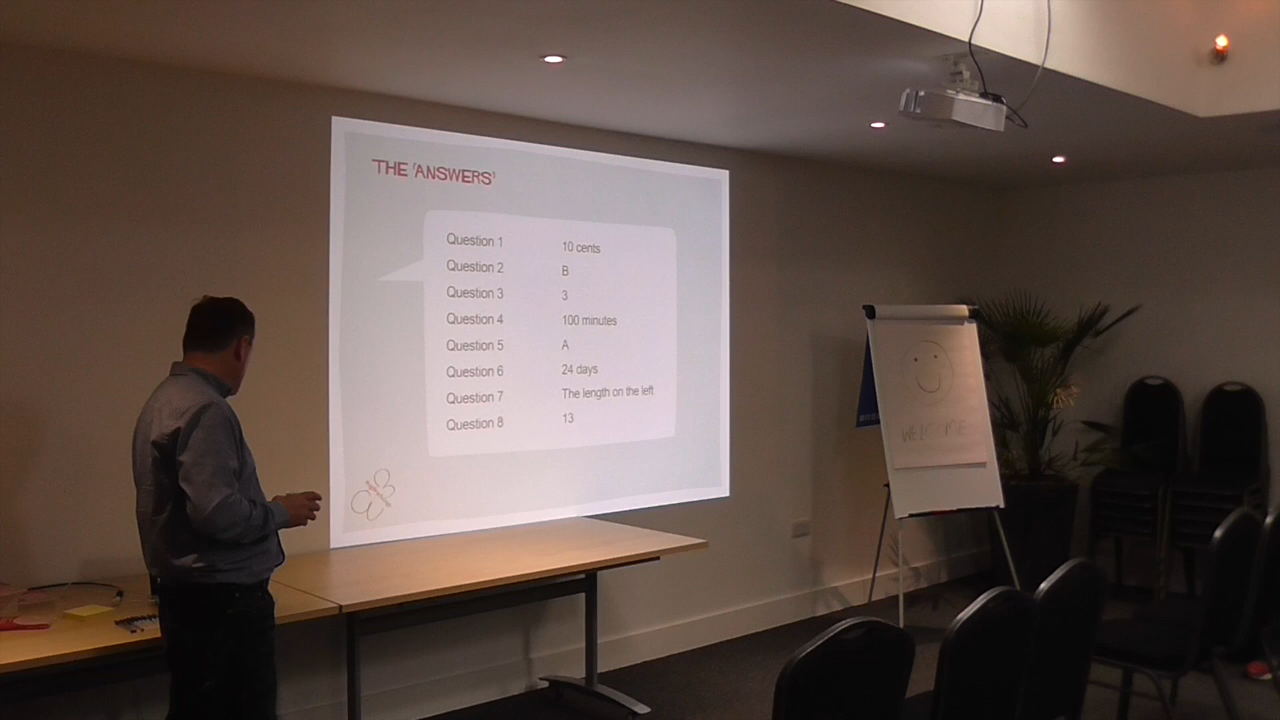 THE 'ANSWERS'
Question 1 10 cents
Question 2 B
Question 3 3
Question 4 100 minutes
Question 5 A
Question 6 24 days
Question 7 The length on the left
Question 8 13
WELCOME